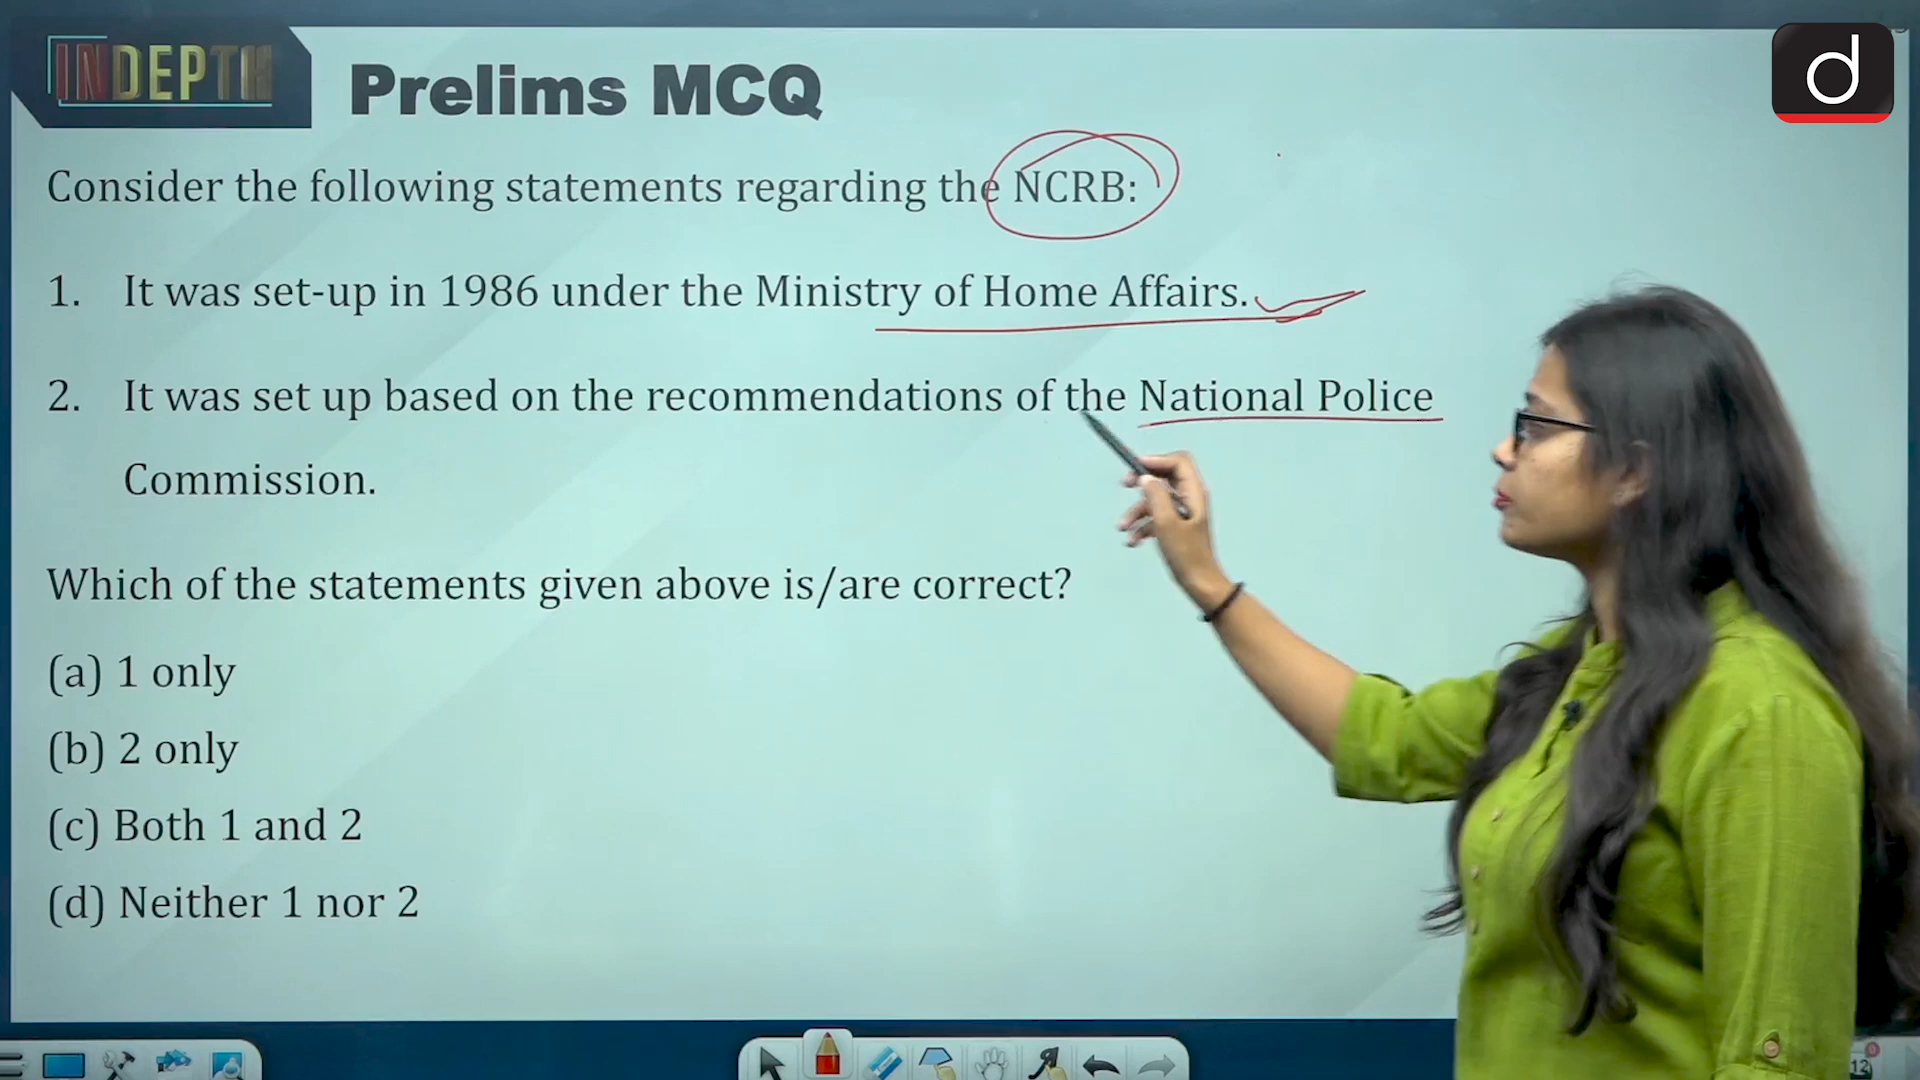 INDEPTH
Prelims MCQ
d
Consider the following statements regarding the NCRB:
1. It was set-up in 1986 under the Ministry of Home Affairs.
2. It was set up based on the recommendations of the National Police
Commission.
Which of the statements given above is/are correct?
(a) 1 only
(b) 2 only
(c) Both 1 and 2
(d) Neither 1 nor 2
12